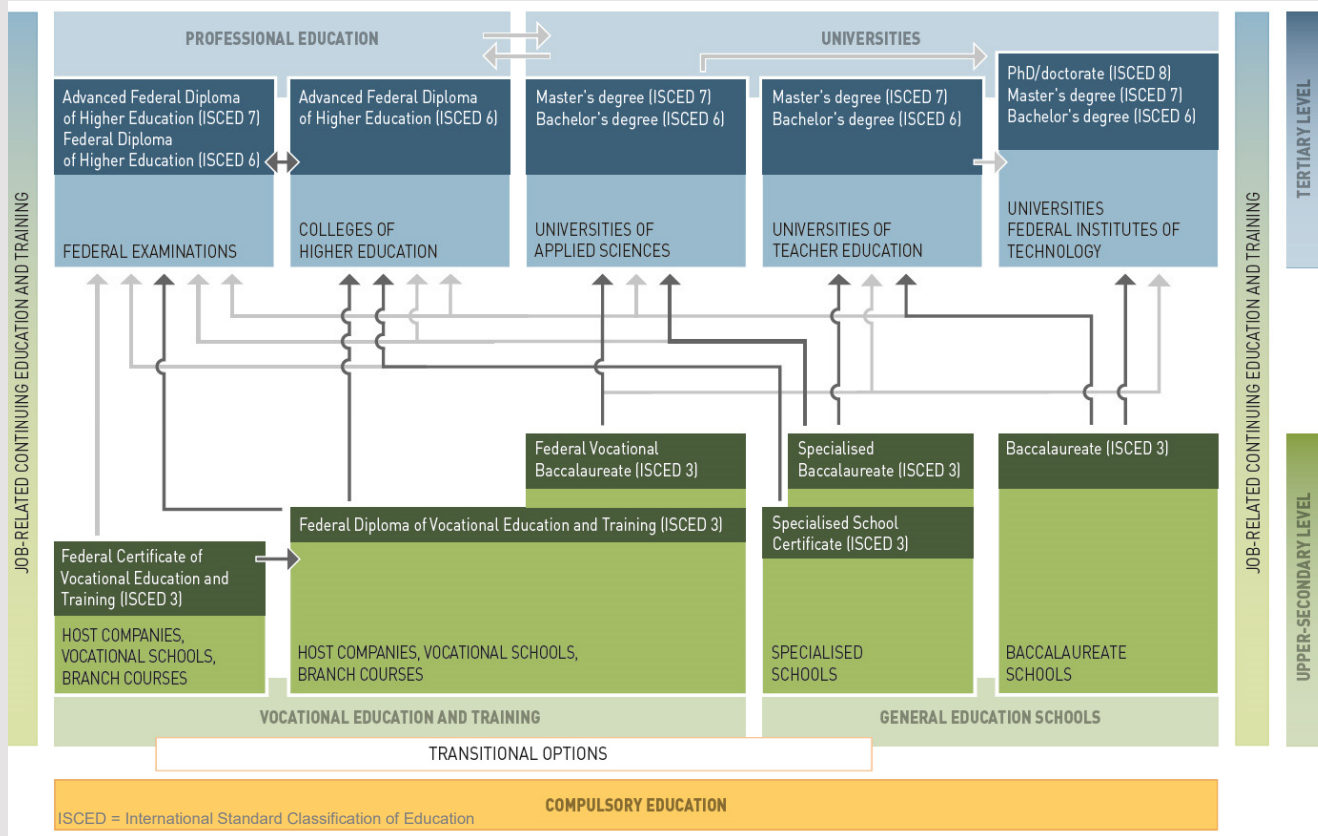 PROFESSIONAL EDUCATION
UNIVERSITIES
Advanced Federal Diploma
of Higher Education (ISCED 7)
Federal Diploma
of Higher Education (ISCED 6)
FEDERAL EXAMINATIONS
Advanced Federal Diploma
of Higher Education (ISCED 6)
COLLEGES OF
HIGHER EDUCATION
Master's degree (ISCED 7)
Bachelor's degree (ISCED 6)
UNIVERSITIES OF
APPLIED SCIENCES
Master's degree (ISCED 7)
Bachelor's degree (ISCED 6)
UNIVERSITIES OF
TEACHER EDUCATION
PhD/doctorate (ISCED 8)
Master's degree (ISCED 7)
Bachelor's degree (ISCED 6)
UNIVERSITIES
FEDERAL INSTITUTES OF
TECHNOLOGY
JOB-RELATED CONTINUING EDUCATION AND TRAINING
JOB-RELATED CONTINUING EDUCATION AND TRAINING
TERTIARY LEVEL
UPPER-SECONDARY LEVEL
Federal Vocational
Baccalaureate (ISCED 3)
Specialised
Baccalaureate (ISCED 3)
Baccalaureate (ISCED 3)
Federal Diploma of Vocational Education and Training (ISCED 3)
Specialised School
Certificate (ISCED 3)
Federal Certificate of
Vocational Education and
Training (ISCED 3)
HOST COMPANIES,
VOCATIONAL SCHOOLS,
BRANCH COURSES
HOST COMPANIES, VOCATIONAL SCHOOLS,
BRANCH COURSES
SPECIALISED
SCHOOLS
BACCALAUREATE
SCHOOLS
VOCATIONAL EDUCATION AND TRAINING
GENERAL EDUCATION SCHOOLS
TRANSITIONAL OPTIONS
COMPULSORY EDUCATION
ISCED = International Standard Classification of Education